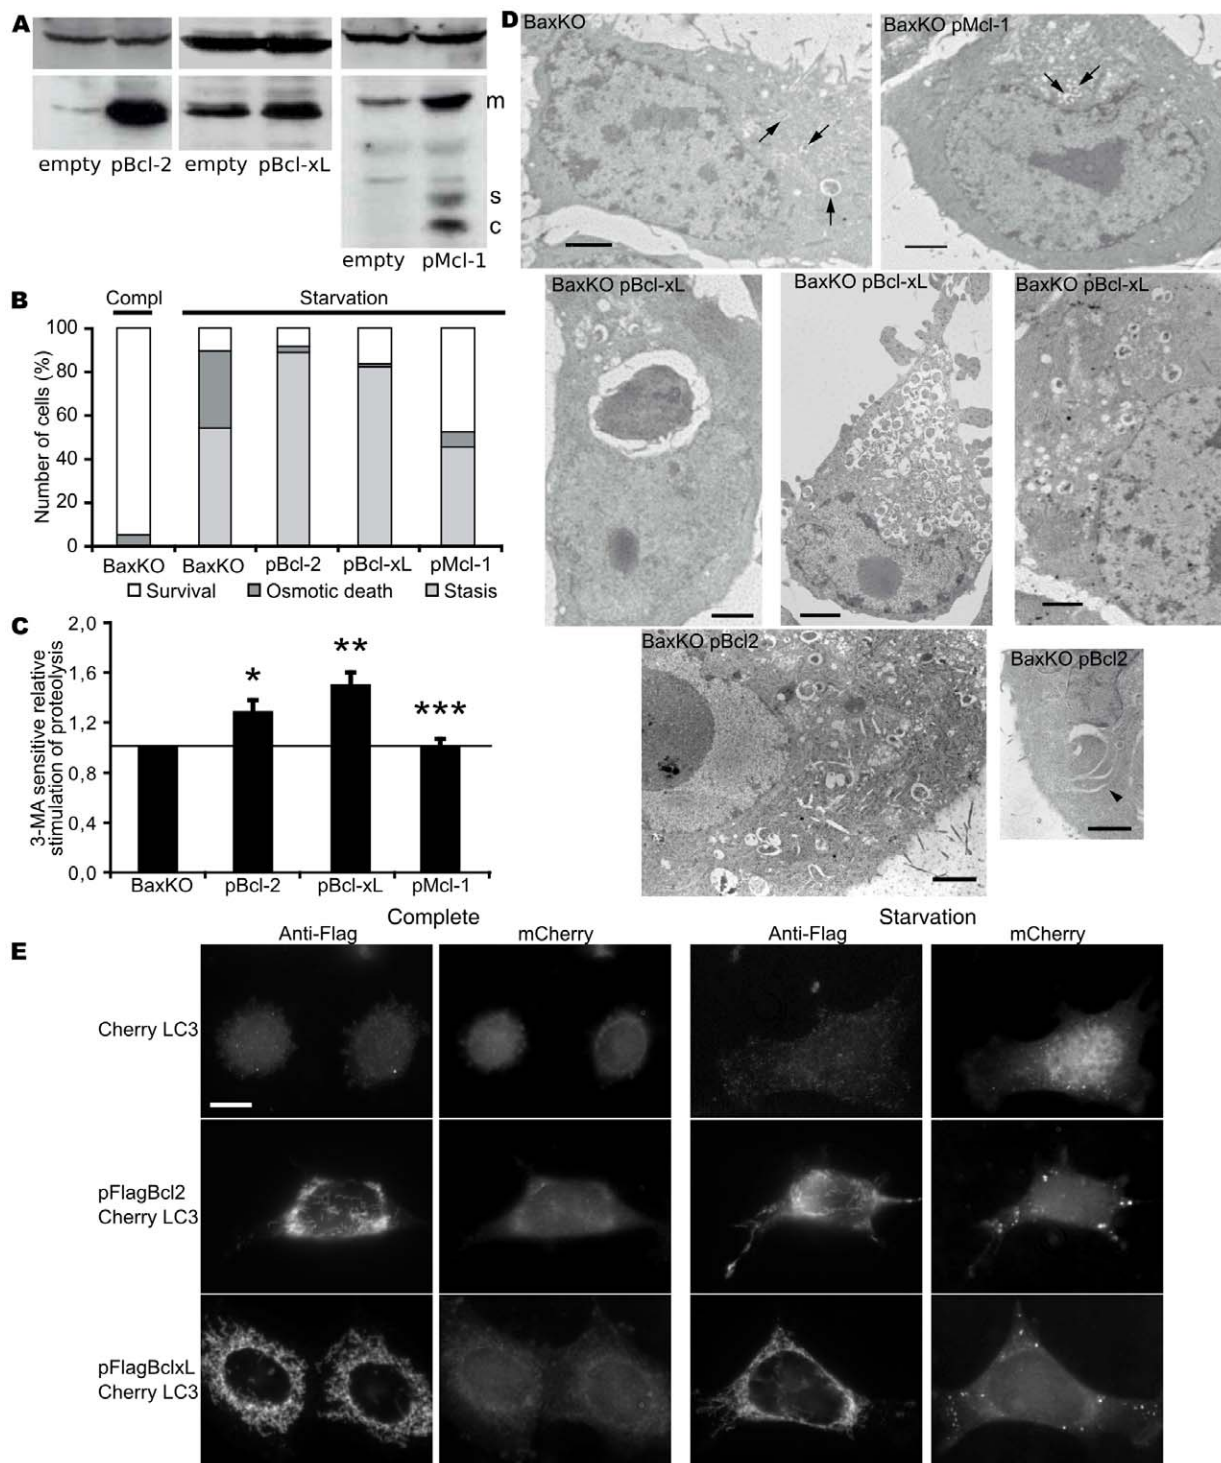 A
empty pBcl-2
empty pBcl-xL
m
s
c
empty pMcl-1
B
Compl Starvation
Number of cells (%)
100
80
60
40
20
0
BaxKO BaxKO pBcl-2 pBcl-xL pMcl-1
Survival Osmotic death Stasis
C
3-MA sensitive relative
stimulation of proteolysis
2,0
1,6
1,2
0,8
0,4
0,0
* ** ***
BaxKO pBcl-2 pBcl-xL pMcl-1
D
BaxKO
BaxKO pMcl-1
BaxKO pBcl-xL
BaxKO pBcl-xL
BaxKO pBcl-xL
BaxKO pBcl2
BaxKO pBcl2
E
Complete Starvation
Anti-Flag mCherry Anti-Flag mCherry
Cherry LC3
pFlagBcl2
Cherry LC3
pFlagBclxL
Cherry LC3